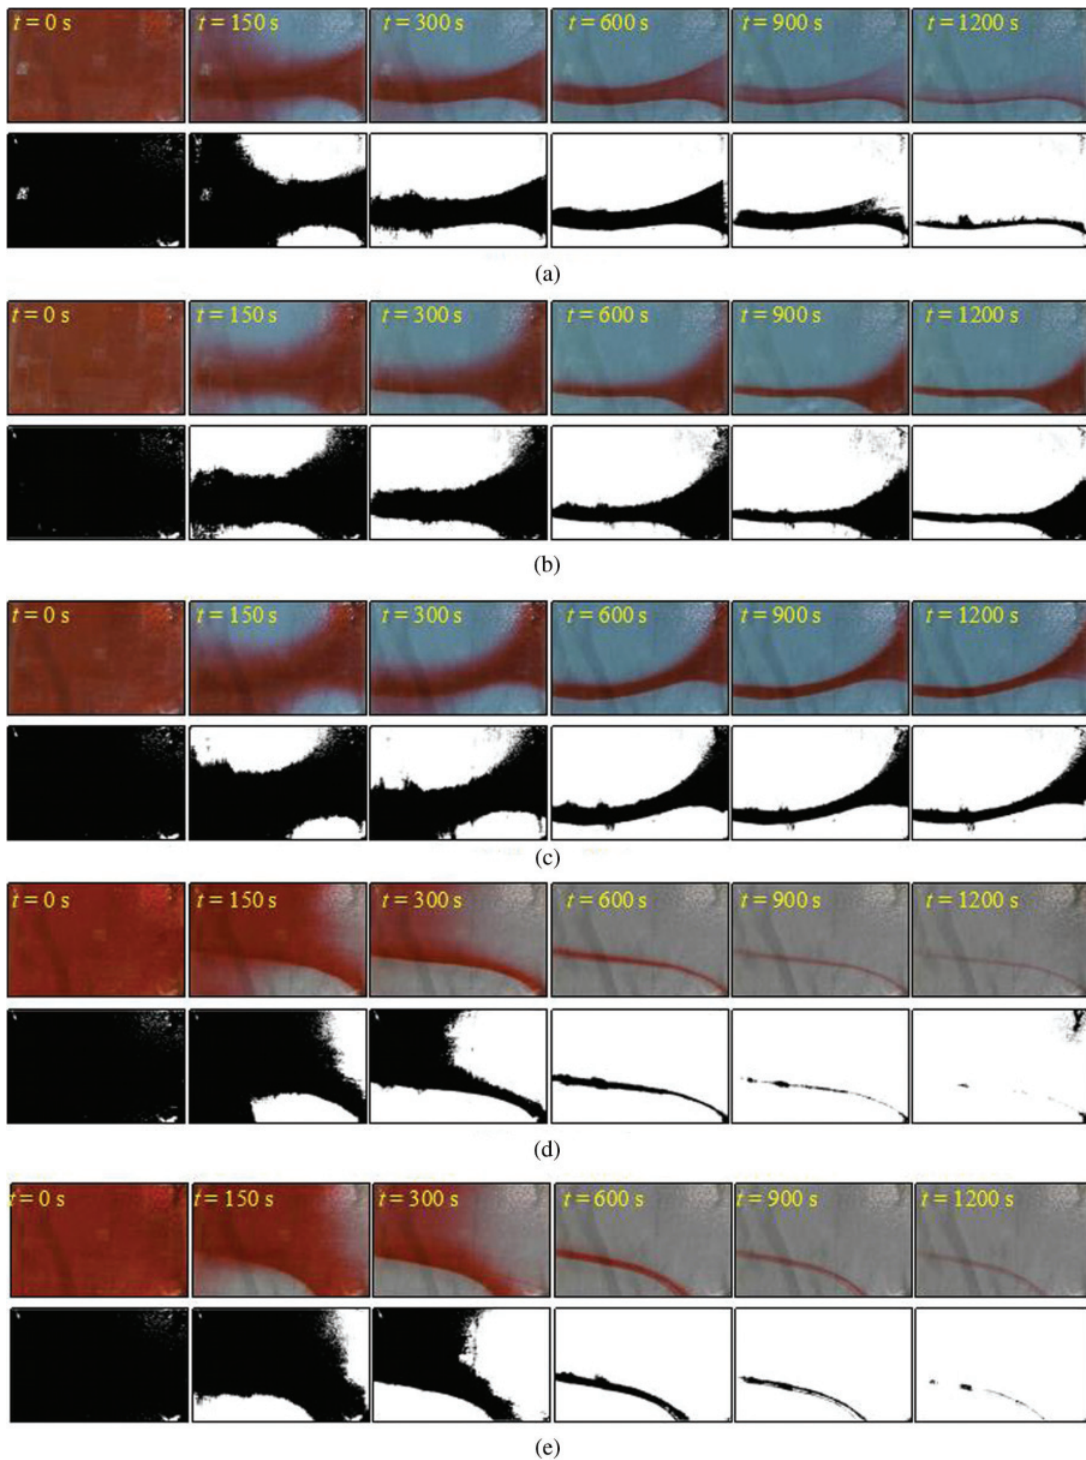 t = 0 s t = 150 s t = 300 s t = 600 s t = 900 s t = 1200 s
(a)
t = 0 s t = 150 s t = 300 s t = 600 s t = 900 s t = 1200 s
(b)
t = 0 s t = 150 s t = 300 s t = 600 s t = 900 s t = 1200 s
(c)
t = 0 s t = 150 s t = 300 s t = 600 s t = 900 s t = 1200 s
(d)
t = 0 s t = 150 s t = 300 s t = 600 s t = 900 s t = 1200 s
(e)